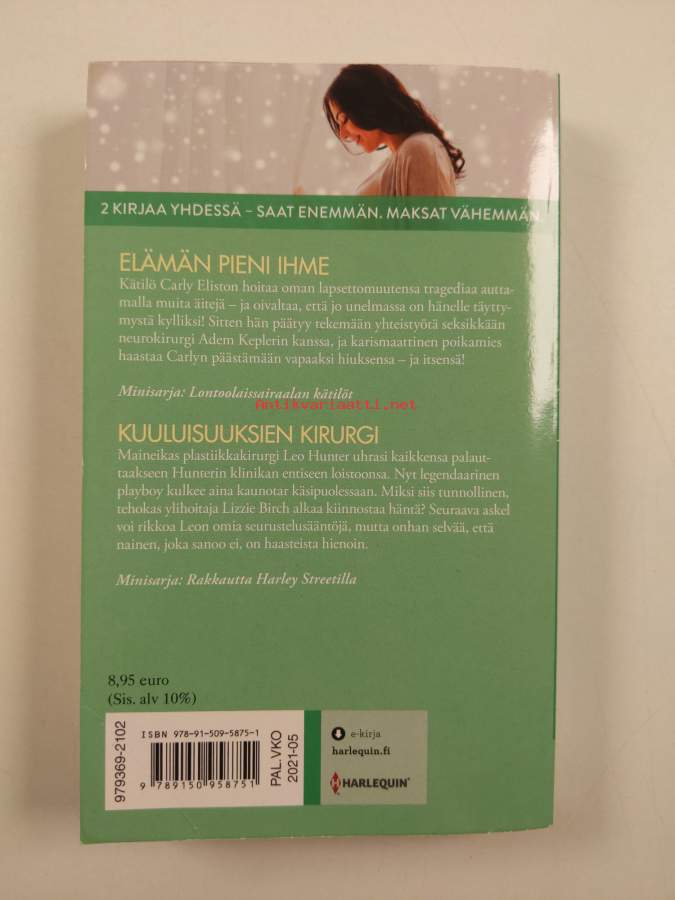 2 KIRJAA YHDESSÄ – SAAT ENEMMÄN. MAKSAT VÄHEMMÄN
ELÄMÄN PIENI IHME
Kätilö Carly Eliston hoitaa oman lapsettomuutensa tragediaa autta-
malla muita äitejä – ja oivaltaa, että jo unelmassa on hänelle täytty-
mystä kylliksi! Sitten hän päätyy tekemään yhteistyötä seksikkään
neurokirurgi Adem Keplerin kanssa, ja karismaattinen poikamies
haastaa Carlyn päästämään vapaaksi hiuksensa – ja itsensä!
Minisarja: Lontoolaissairaalan kätilöt
Antikvariaatti.net
KUULUISUUKSIEN KIRURGI
Maineikas plastiikkakirurgi Leo Hunter uhrasi kaikkensa palaut-
taakseen Hunterin klinikan entiseen loistoonsa. Nyt legendaarinen
playboy kulkee aina kaunotar käsipuolessaan. Miksi siis tunnollinen,
tehokas ylihoitaja Lizzie Birch alkaa kiinnostaa häntä? Seuraava askel
voi rikkoa Leon omia seurustelusääntöjä, mutta onhan selvää, että
nainen, joka sanoo ei, on haasteista hienoin.
Minisarja: Rakkautta Harley Streetilla
8,95 euro
(Sis. alv 10%)
979369-2102
ISBN 978-91-509-5875-1
9 789150 958751
PAL.VKO
2021-05
e-kirja
harlequin.fi
HARLEQUIN